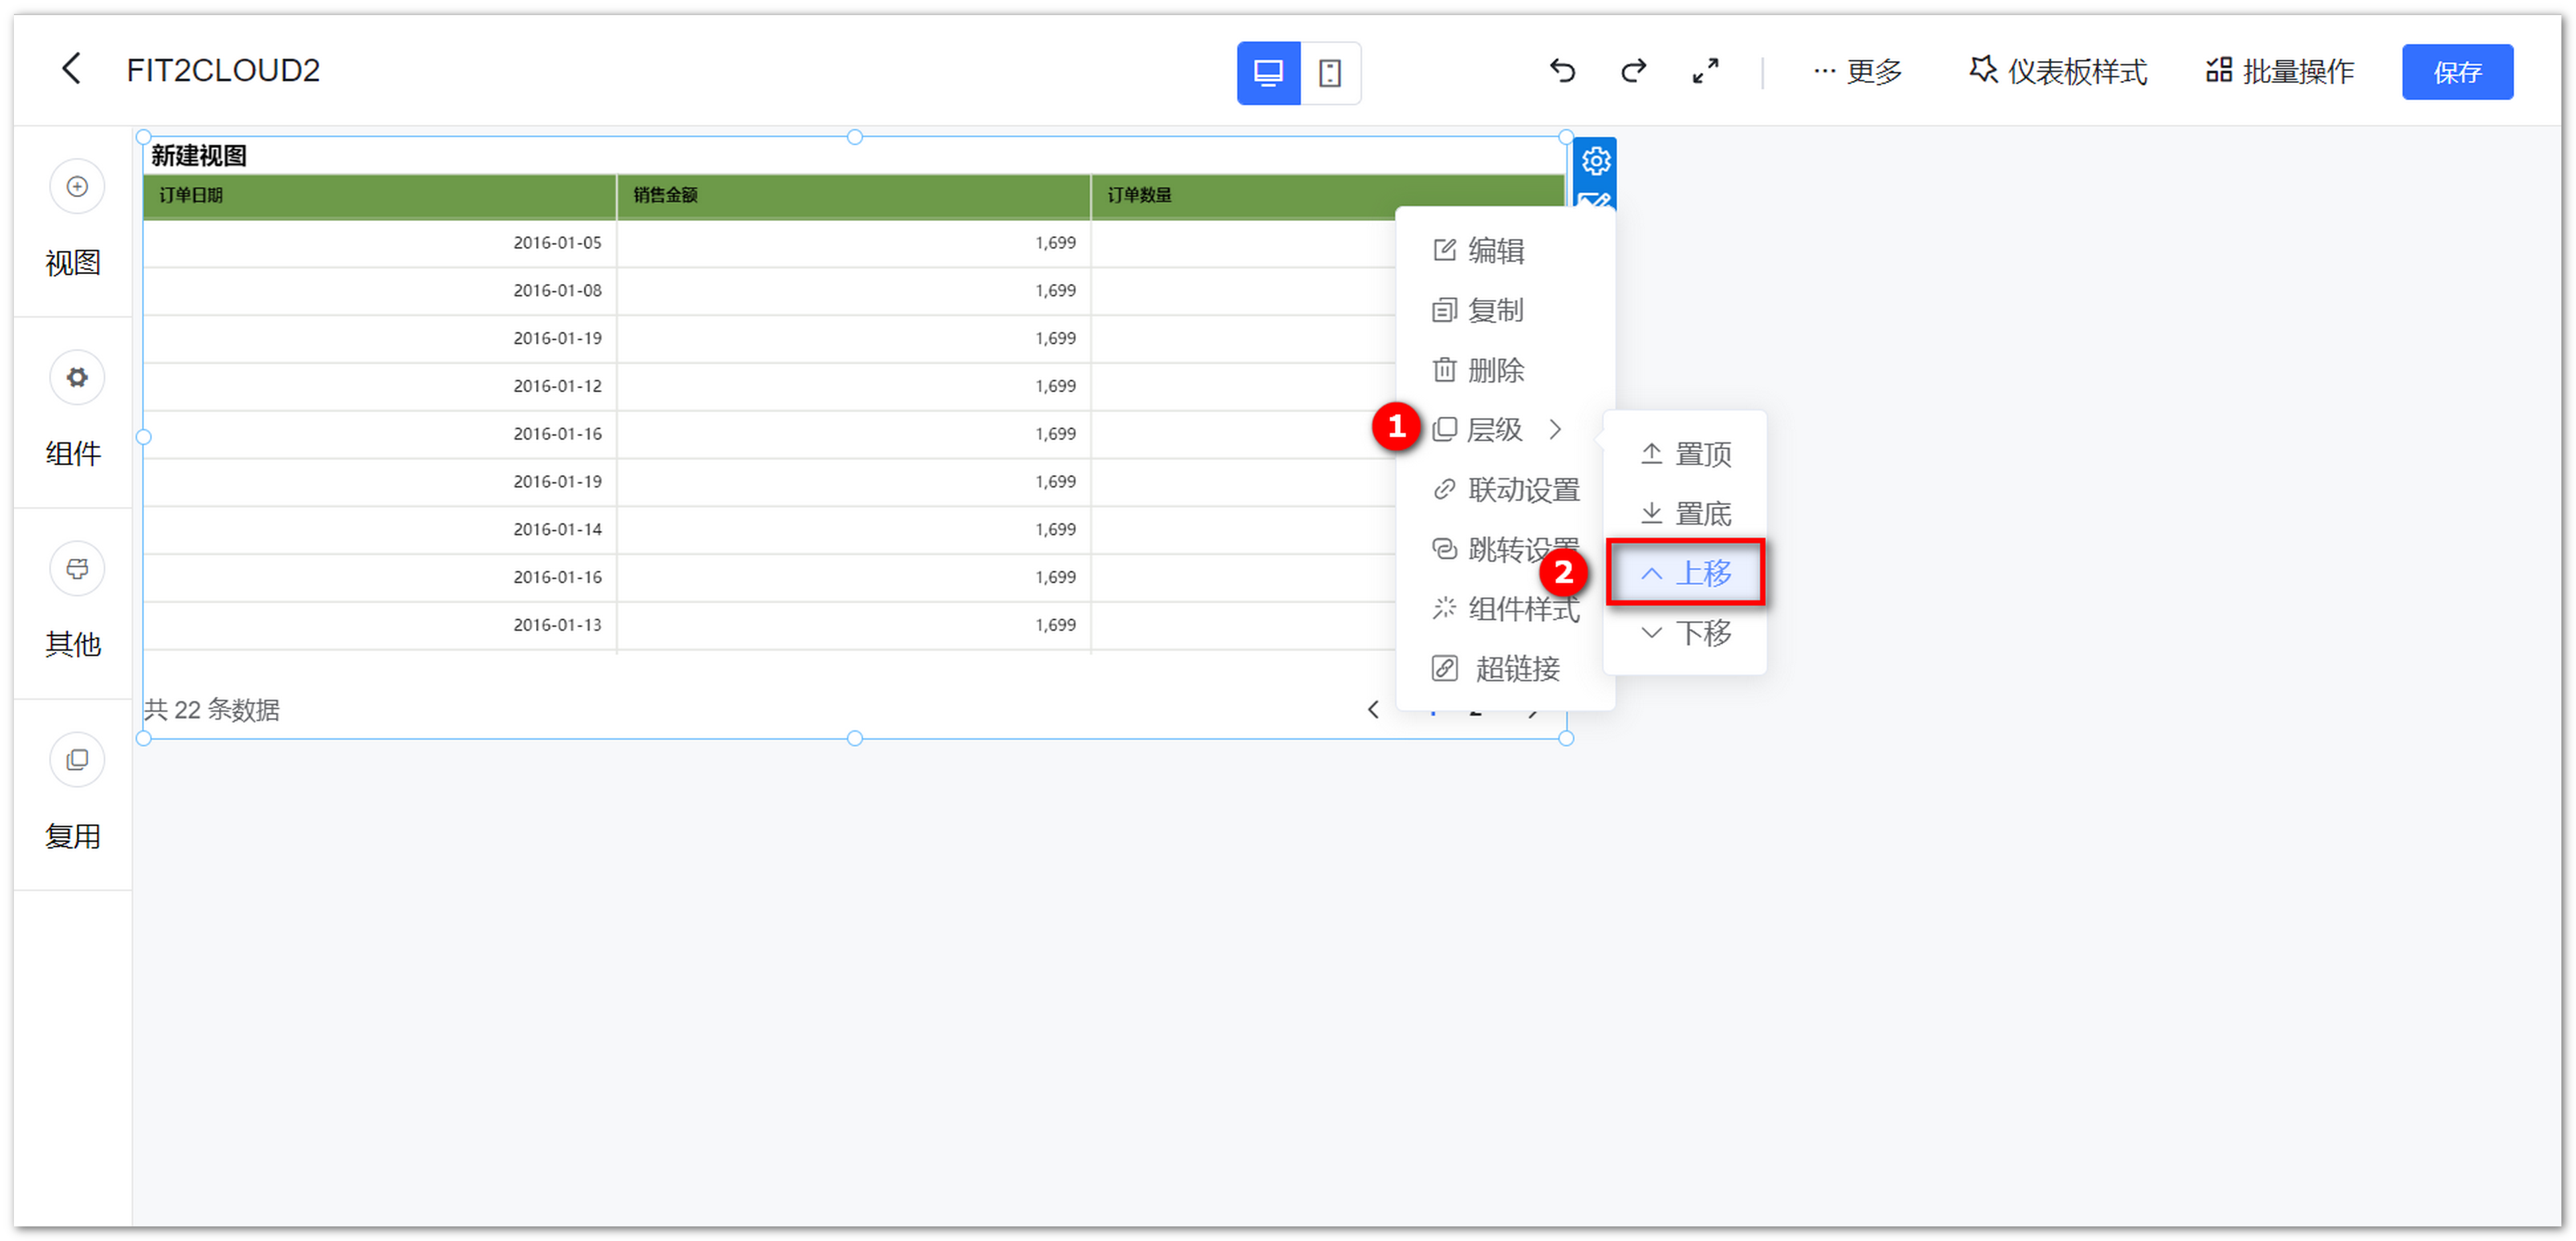 FIT2CLOUD2
··· 更多
仪表板样式
批量操作
保存
视图
组件
其他
复用
新建视图
订单日期 销售金额 订单数量
2016-01-05 1,699
2016-01-08 1,699
2016-01-19 1,699
2016-01-12 1,699
2016-01-16 1,699
2016-01-19 1,699
2016-01-14 1,699
2016-01-16 1,699
2016-01-13 1,699
共 22 条数据
编辑
复制
删除
1 层级
联动设置
跳转设置
组件样式
超链接
置顶
置底
2 上移
下移